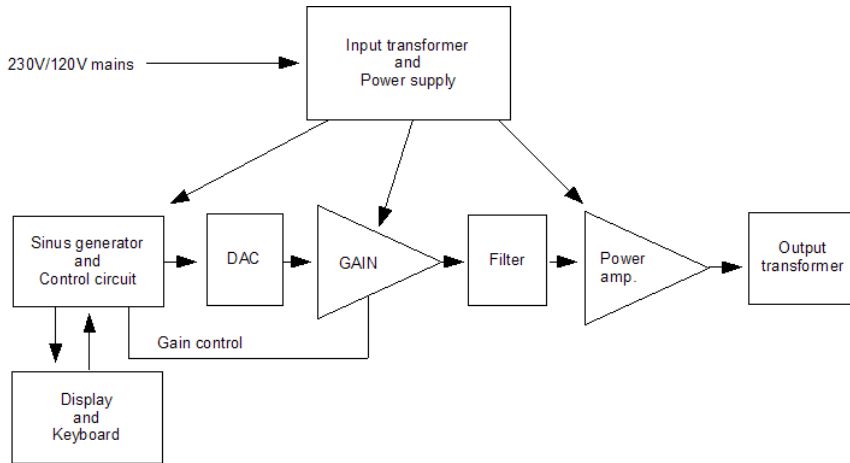 Input transformer
and
Power supply
230V/120V mains
Sinus generator
and
Control circuit
DAC
GAIN
Filter
Power
amp.
Output
transformer
Gain control
Display
and
Keyboard